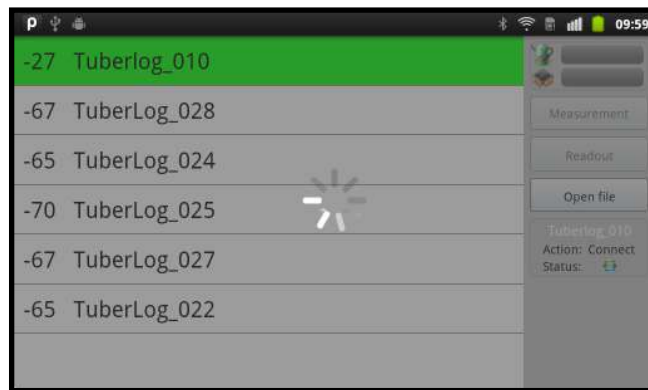 09:59
-27 Tuberlog_010
-67 TuberLog_028
-65 TuberLog_024
-70 TuberLog_025
-67 TuberLog_027
-65 TuberLog_022
Measurement
Readout
Open file
Tuberlog_010
Action: Connect
Status: